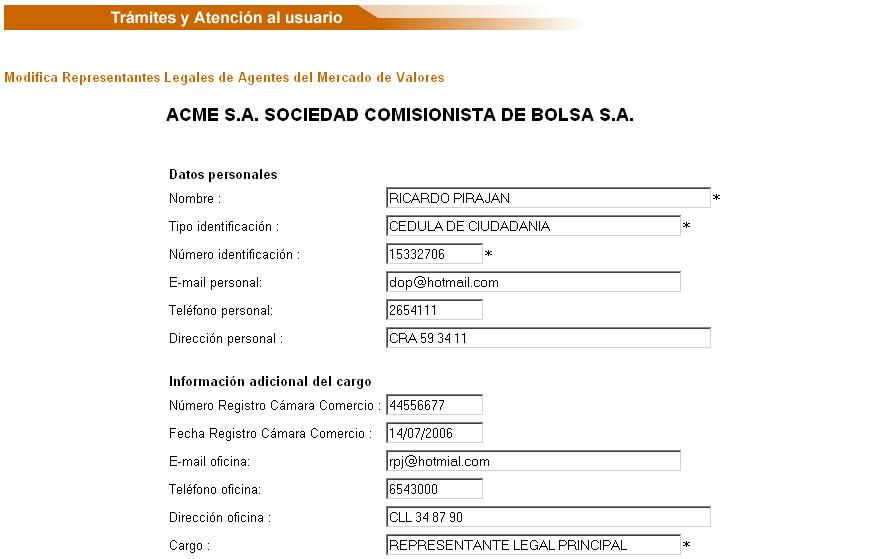 Trámites y Atención al usuario
Modifica Representantes Legales de Agentes del Mercado de Valores
ACME S.A. SOCIEDAD COMISIONISTA DE BOLSA S.A.
Datos personales
Nombre : RICARDO PIRAJAN *
Tipo identificación : CEDULA DE CIUDADANIA *
Número identificación : 15332706 *
E-mail personal: dop@hotmail.com
Teléfono personal: 2654111
Dirección personal : CRA 59 34 11
Información adicional del cargo
Número Registro Cámara Comercio : 44556677
Fecha Registro Cámara Comercio : 14/07/2006
E-mail oficina: rpj@hotmial.com
Teléfono oficina: 6543000
Dirección oficina : CLL 34 87 90
Cargo : REPRESENTANTE LEGAL PRINCIPAL *